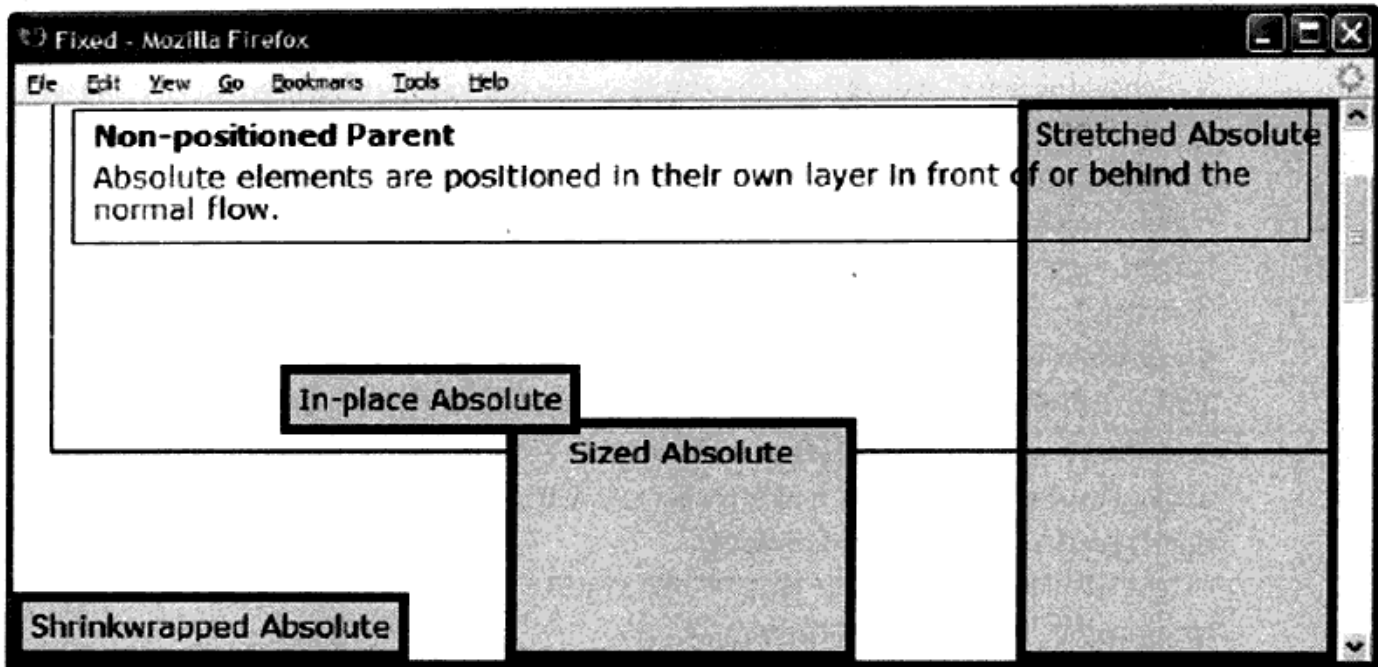 Fixed - Mozilla Firefox
File Edit View Go Bookmarks Tools Help
Non-positioned Parent
Stretched Absolute
Absolute elements are positioned in their own layer in front of or behind the
normal flow.
In-place Absolute
Sized Absolute
Shrinkwrapped Absolute